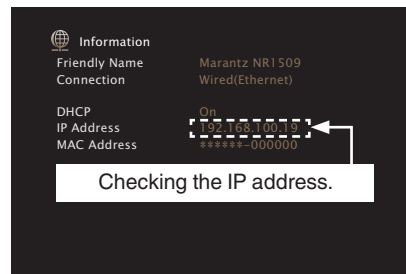 Information
Friendly Name Marantz NR1509
Connection Wired(Ethernet)
DHCP On
IP Address 192.168.100.19
MAC Address ******-000000
Checking the IP address.